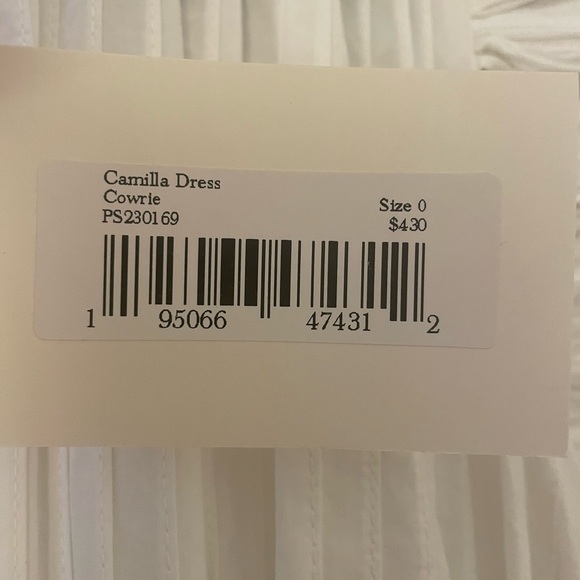 Camilla Dress
Cowrie
PS230169
Size 0
$430
1 95066 47431 2